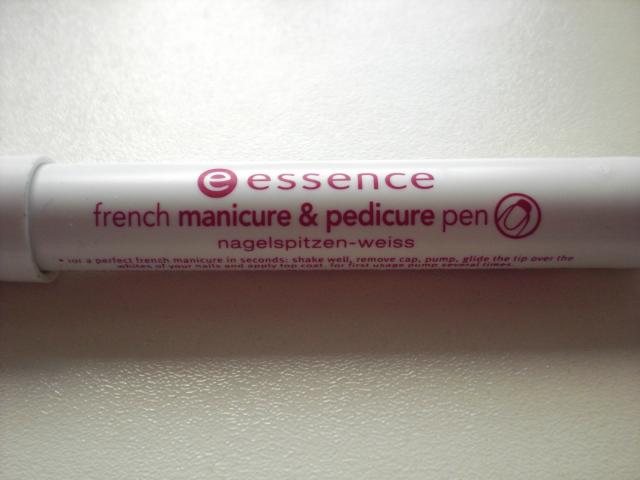 e essence
french manicure & pedicure pen
nagelspitzen-weiss
• for a perfect french manicure in seconds: shake well, remove cap, pump, glide the tip over the
whites of your nails and apply top coat. for first usage pump several times.